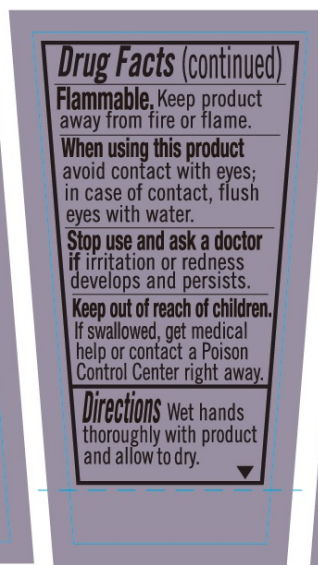 Drug Facts (continued)
Flammable. Keep product
away from fire or flame.
When using this product
avoid contact with eyes;
in case of contact, flush
eyes with water.
Stop use and ask a doctor
if irritation or redness
develops and persists.
Keep out of reach of children.
If swallowed, get medical
help or contact a Poison
Control Center right away.
Directions Wet hands
thoroughly with product
and allow to dry.